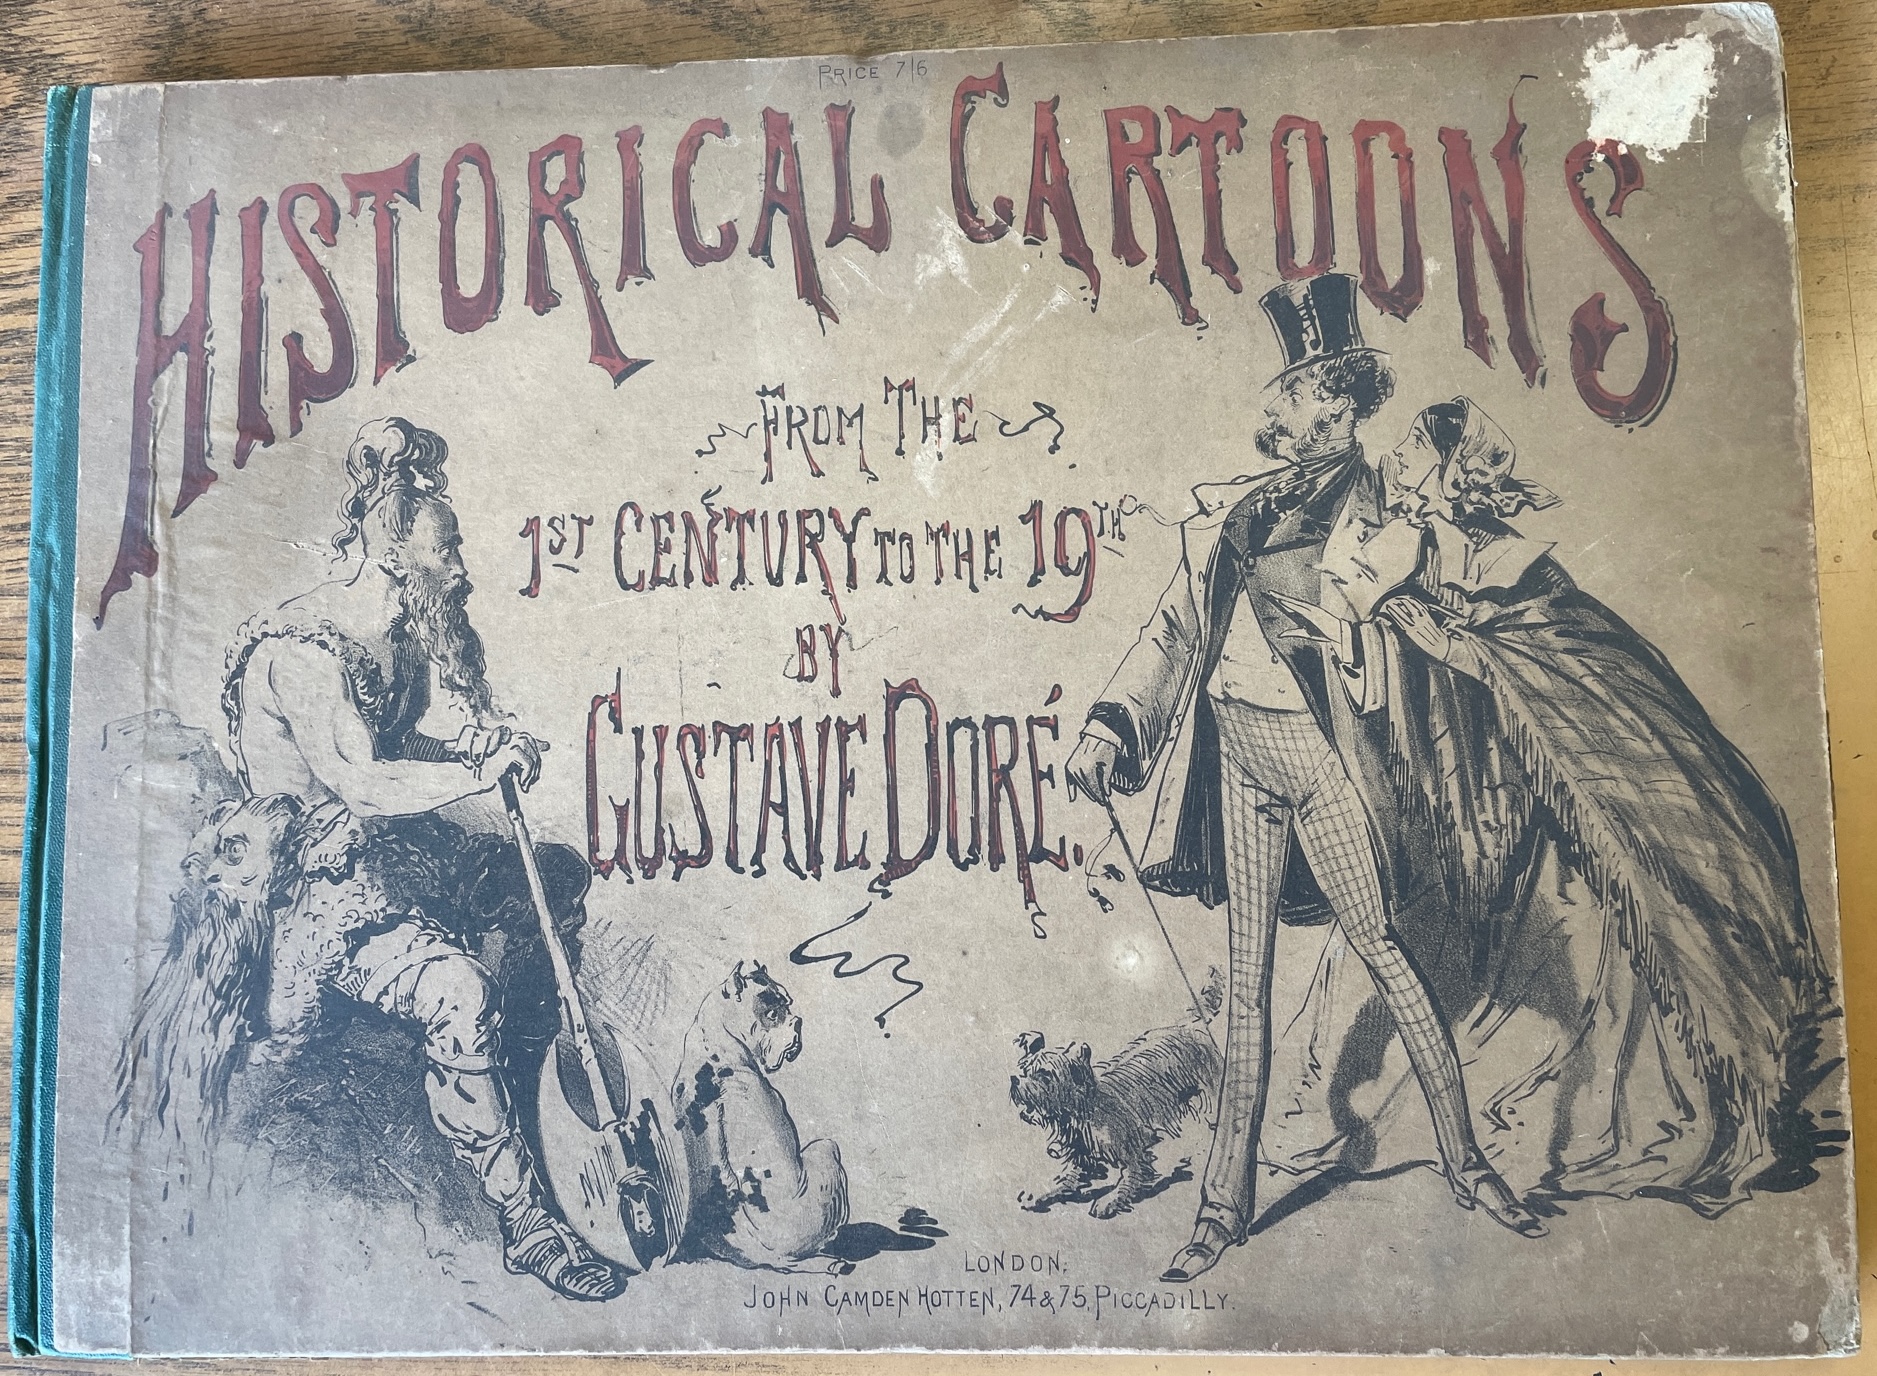 PRICE 7/6
HISTORICAL CARTOONS
FROM THE
1ST CENTURY TO THE 19TH
BY
GUSTAVE DORÉ.
LONDON:
JOHN CAMDEN HOTTEN, 74 & 75, PICCADILLY.